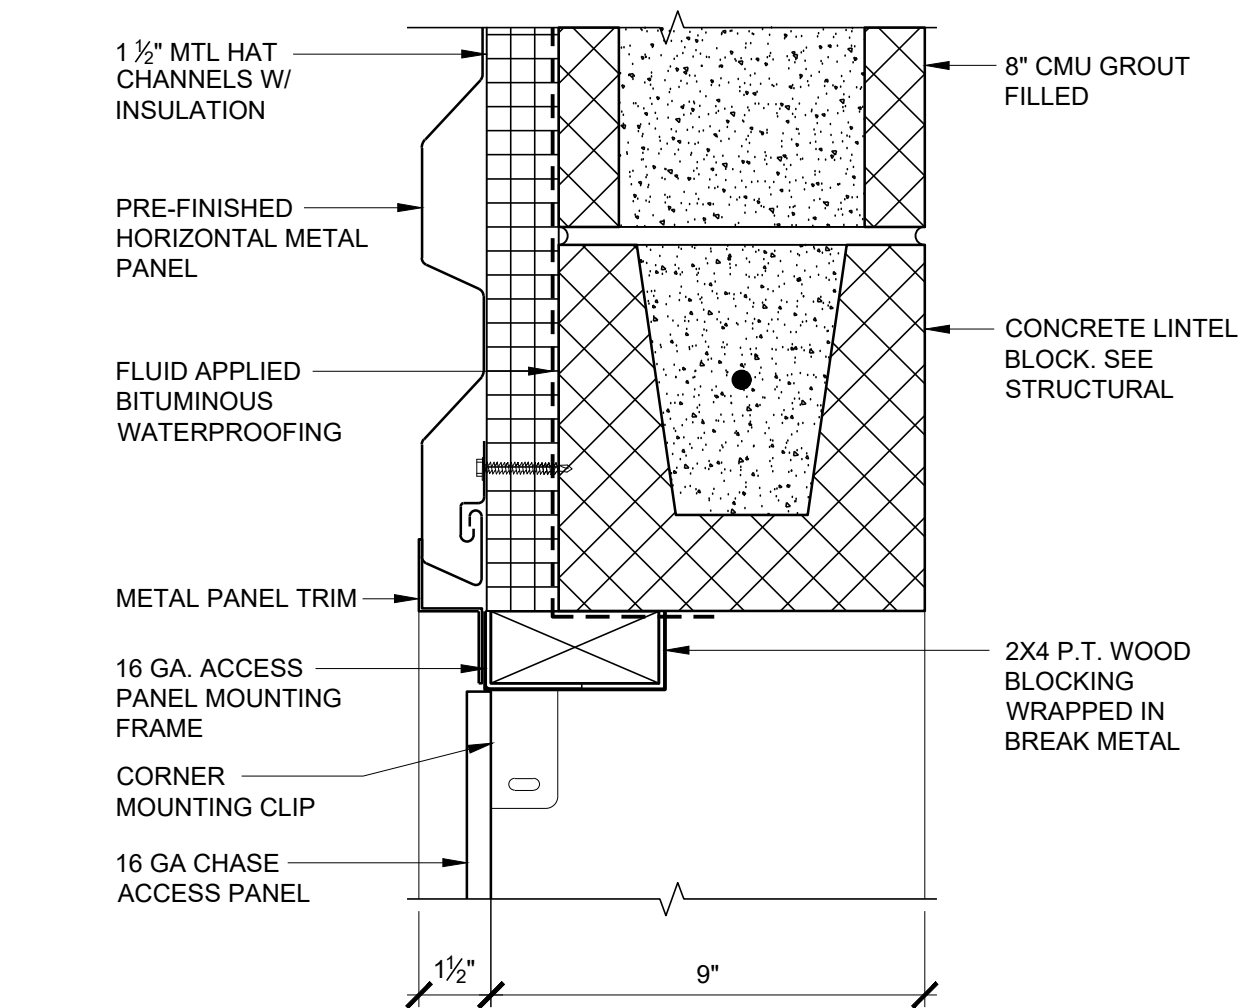 1 ½" MTL HAT
CHANNELS W/
INSULATION
PRE-FINISHED
HORIZONTAL METAL
PANEL
FLUID APPLIED
BITUMINOUS
WATERPROOFING
METAL PANEL TRIM
16 GA. ACCESS
PANEL MOUNTING
FRAME
CORNER
MOUNTING CLIP
16 GA CHASE
ACCESS PANEL
8" CMU GROUT
FILLED
CONCRETE LINTEL
BLOCK. SEE
STRUCTURAL
2X4 P.T. WOOD
BLOCKING
WRAPPED IN
BREAK METAL
1½"
9"